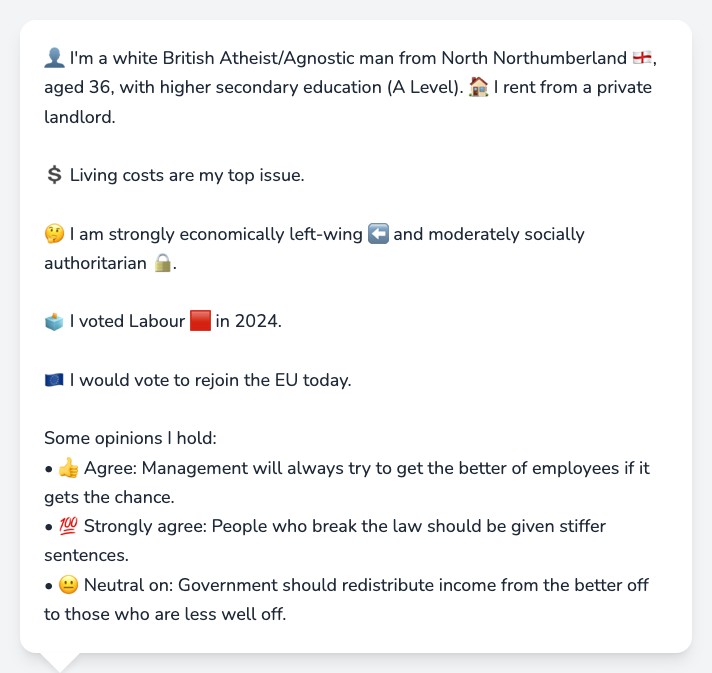 👤 I'm a white British Atheist/Agnostic man from North Northumberland 🏴󠁧󠁢󠁥󠁮󠁧󠁿,
aged 36, with higher secondary education (A Level). 🏠 I rent from a private
landlord.
💲 Living costs are my top issue.
🤔 I am strongly economically left-wing ⬅️ and moderately socially
authoritarian 🔒.
🗳️ I voted Labour 🟥 in 2024.
🇪🇺 I would vote to rejoin the EU today.
Some opinions I hold:
• 👍 Agree: Management will always try to get the better of employees if it
gets the chance.
• 💯 Strongly agree: People who break the law should be given stiffer
sentences.
• 😐 Neutral on: Government should redistribute income from the better off
to those who are less well off.